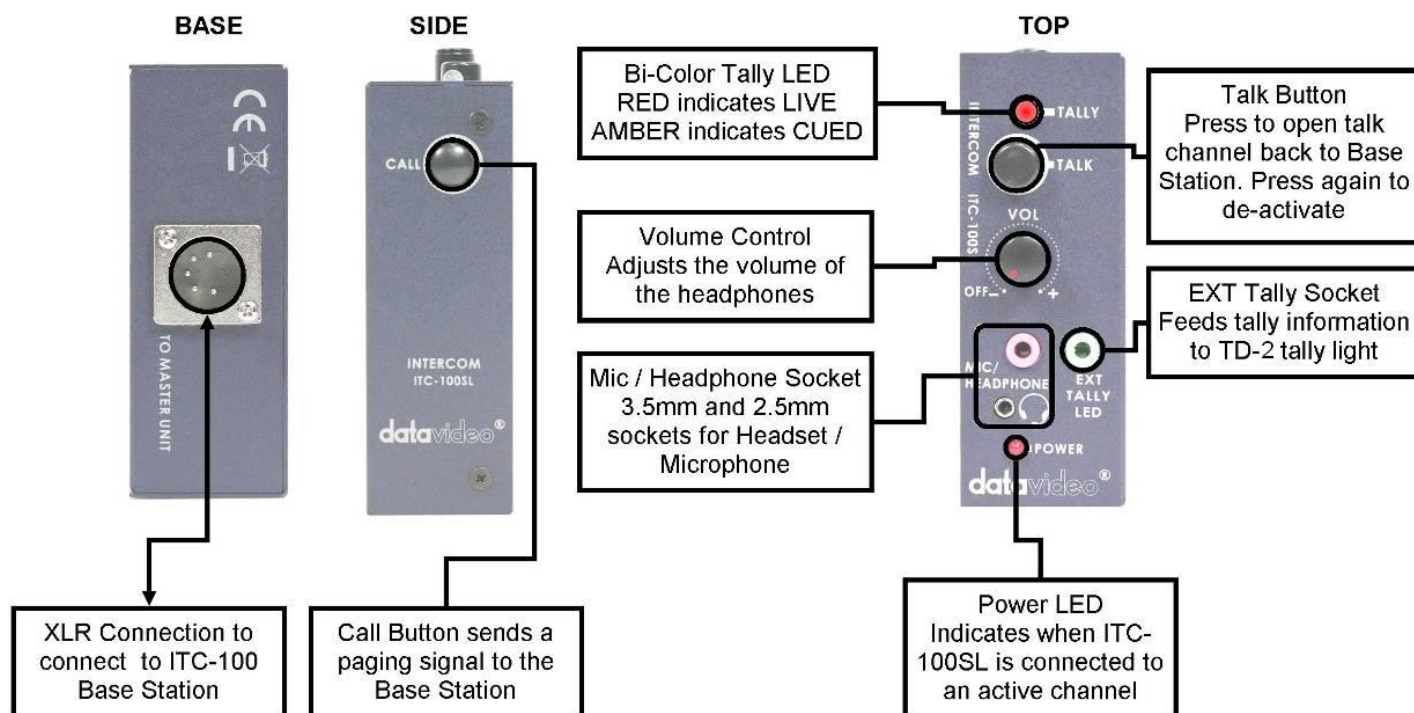 BASE
SIDE
TOP
TO MASTER UNIT
CALL
INTERCOM
ITC-100SL
datavideo®
Bi-Color Tally LED
RED indicates LIVE
AMBER indicates CUED
Volume Control
Adjusts the volume of
the headphones
Mic / Headphone Socket
3.5mm and 2.5mm
sockets for Headset /
Microphone
TALLY
TALK
INTERCOM ITC-100S
VOL
OFF - +
MIC/
HEADPHONE
EXT
TALLY
LED
POWER
datavideo®
Talk Button
Press to open talk
channel back to Base
Station. Press again to
de-activate
EXT Tally Socket
Feeds tally information
to TD-2 tally light
XLR Connection to
connect to ITC-100
Base Station
Call Button sends a
paging signal to the
Base Station
Power LED
Indicates when ITC-
100SL is connected to
an active channel